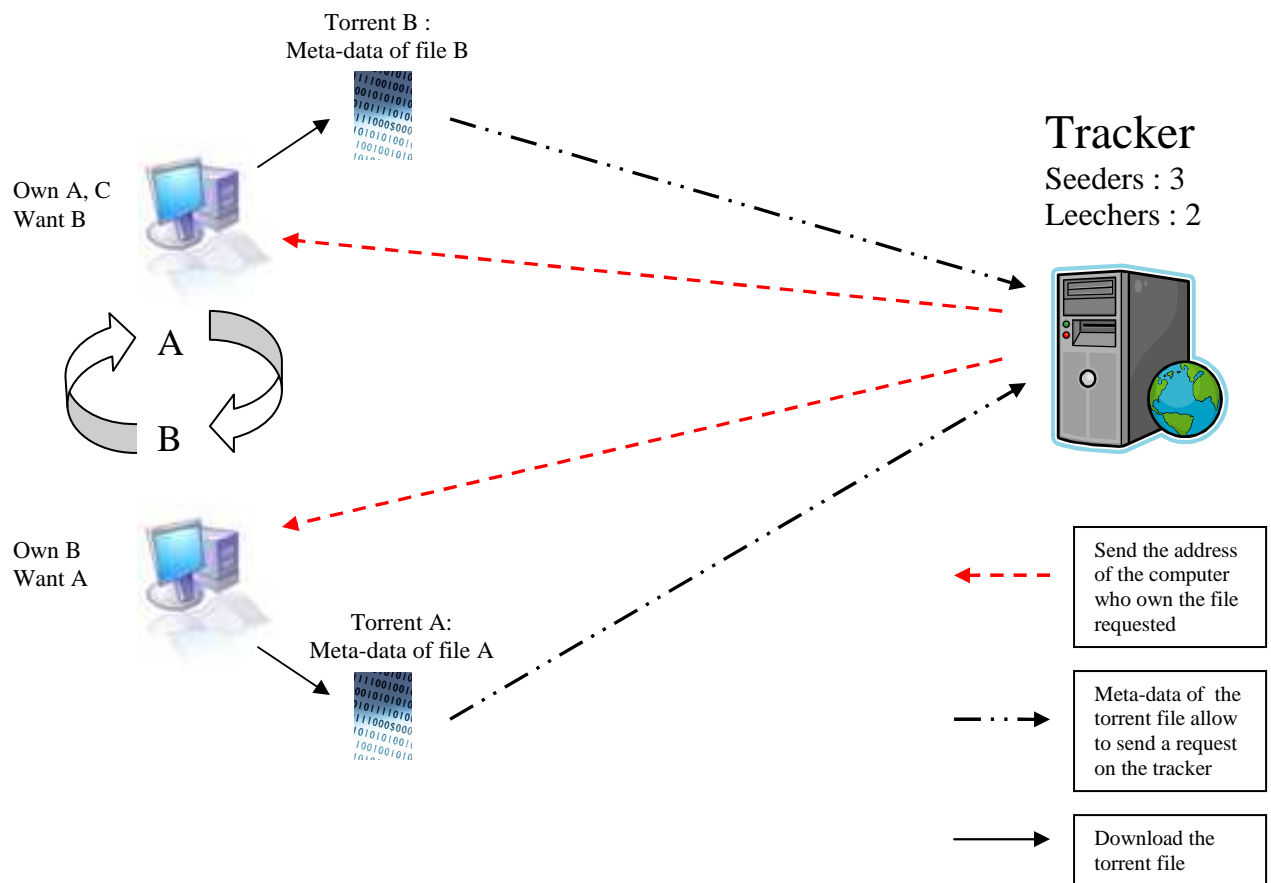 Torrent B :
Meta-data of file B
Tracker
Seeders : 3
Leechers : 2
Own A, C
Want B
A
B
Own B
Want A
Torrent A:
Meta-data of file A
Send the address
of the computer
who own the file
requested
Meta-data of the
torrent file allow
to send a request
on the tracker
Download the
torrent file